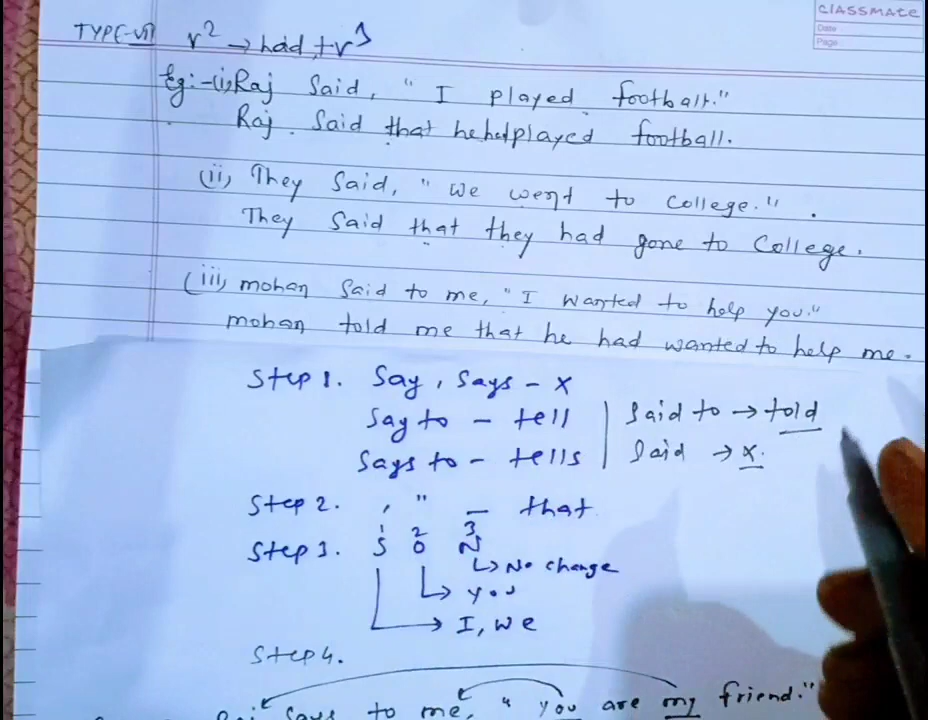 CLASSMATE
Date
Page
TYPE-VII v² → had + v³
Eg:-(i) Raj said, "I played football."
Raj said that he had played football.
(ii) They said, "We went to college."
They said that they had gone to college.
(iii) mohan said to me, "I wanted to help you."
mohan told me that he had wanted to help me.
Step 1. Say, Says - x
Say to - tell | Said to → told
Says to - tells | Said → x.
Step 2. , " - that
1 2 3
Step 3. S O N
↳ No change
↳ you
→ I, we
Step 4.
says to me, "you are my friend."